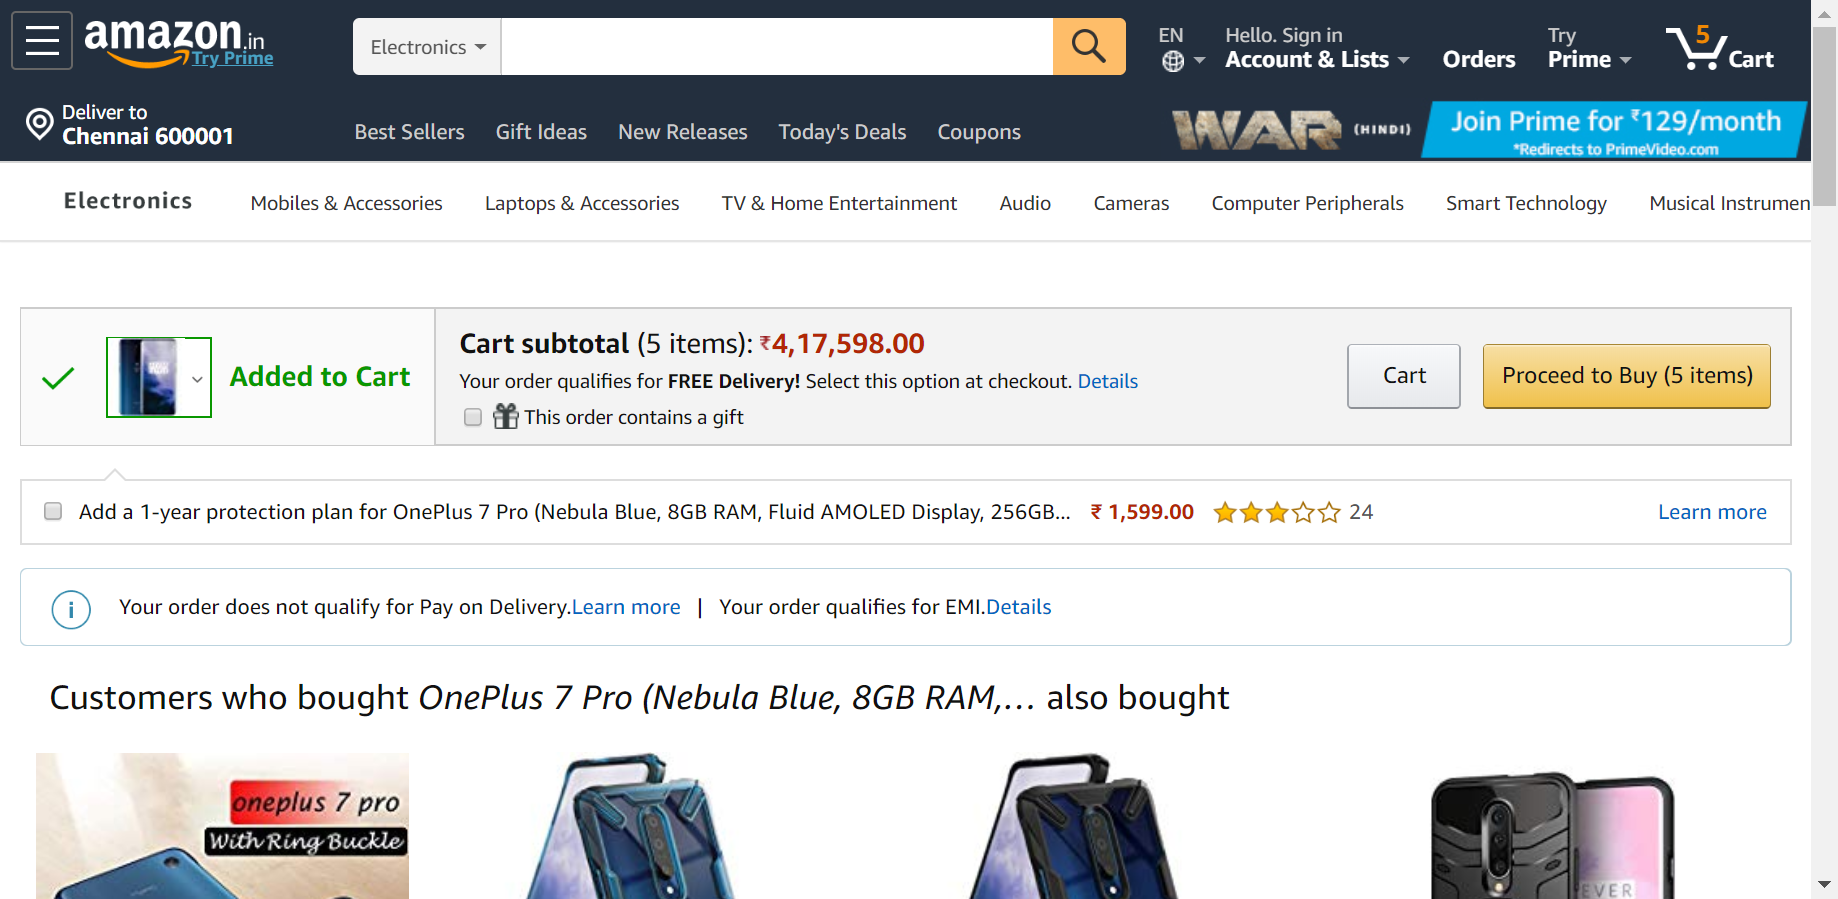 amazon.in
Try Prime
Electronics
EN
Hello. Sign in
Account & Lists
Orders
Try
Prime
5
Cart
Deliver to
Chennai 600001
Best Sellers
Gift Ideas
New Releases
Today's Deals
Coupons
WAR (HINDI)
Join Prime for ₹129/month
*Redirects to PrimeVideo.com
Electronics
Mobiles & Accessories
Laptops & Accessories
TV & Home Entertainment
Audio
Cameras
Computer Peripherals
Smart Technology
Musical Instrumen
Added to Cart
Cart subtotal (5 items): ₹4,17,598.00
Your order qualifies for FREE Delivery! Select this option at checkout. Details
This order contains a gift
Cart
Proceed to Buy (5 items)
Add a 1-year protection plan for OnePlus 7 Pro (Nebula Blue, 8GB RAM, Fluid AMOLED Display, 256GB... ₹ 1,599.00 24
Learn more
i
Your order does not qualify for Pay on Delivery.Learn more | Your order qualifies for EMI.Details
Customers who bought OnePlus 7 Pro (Nebula Blue, 8GB RAM,... also bought
oneplus 7 pro
With Ring Buckle
EVER